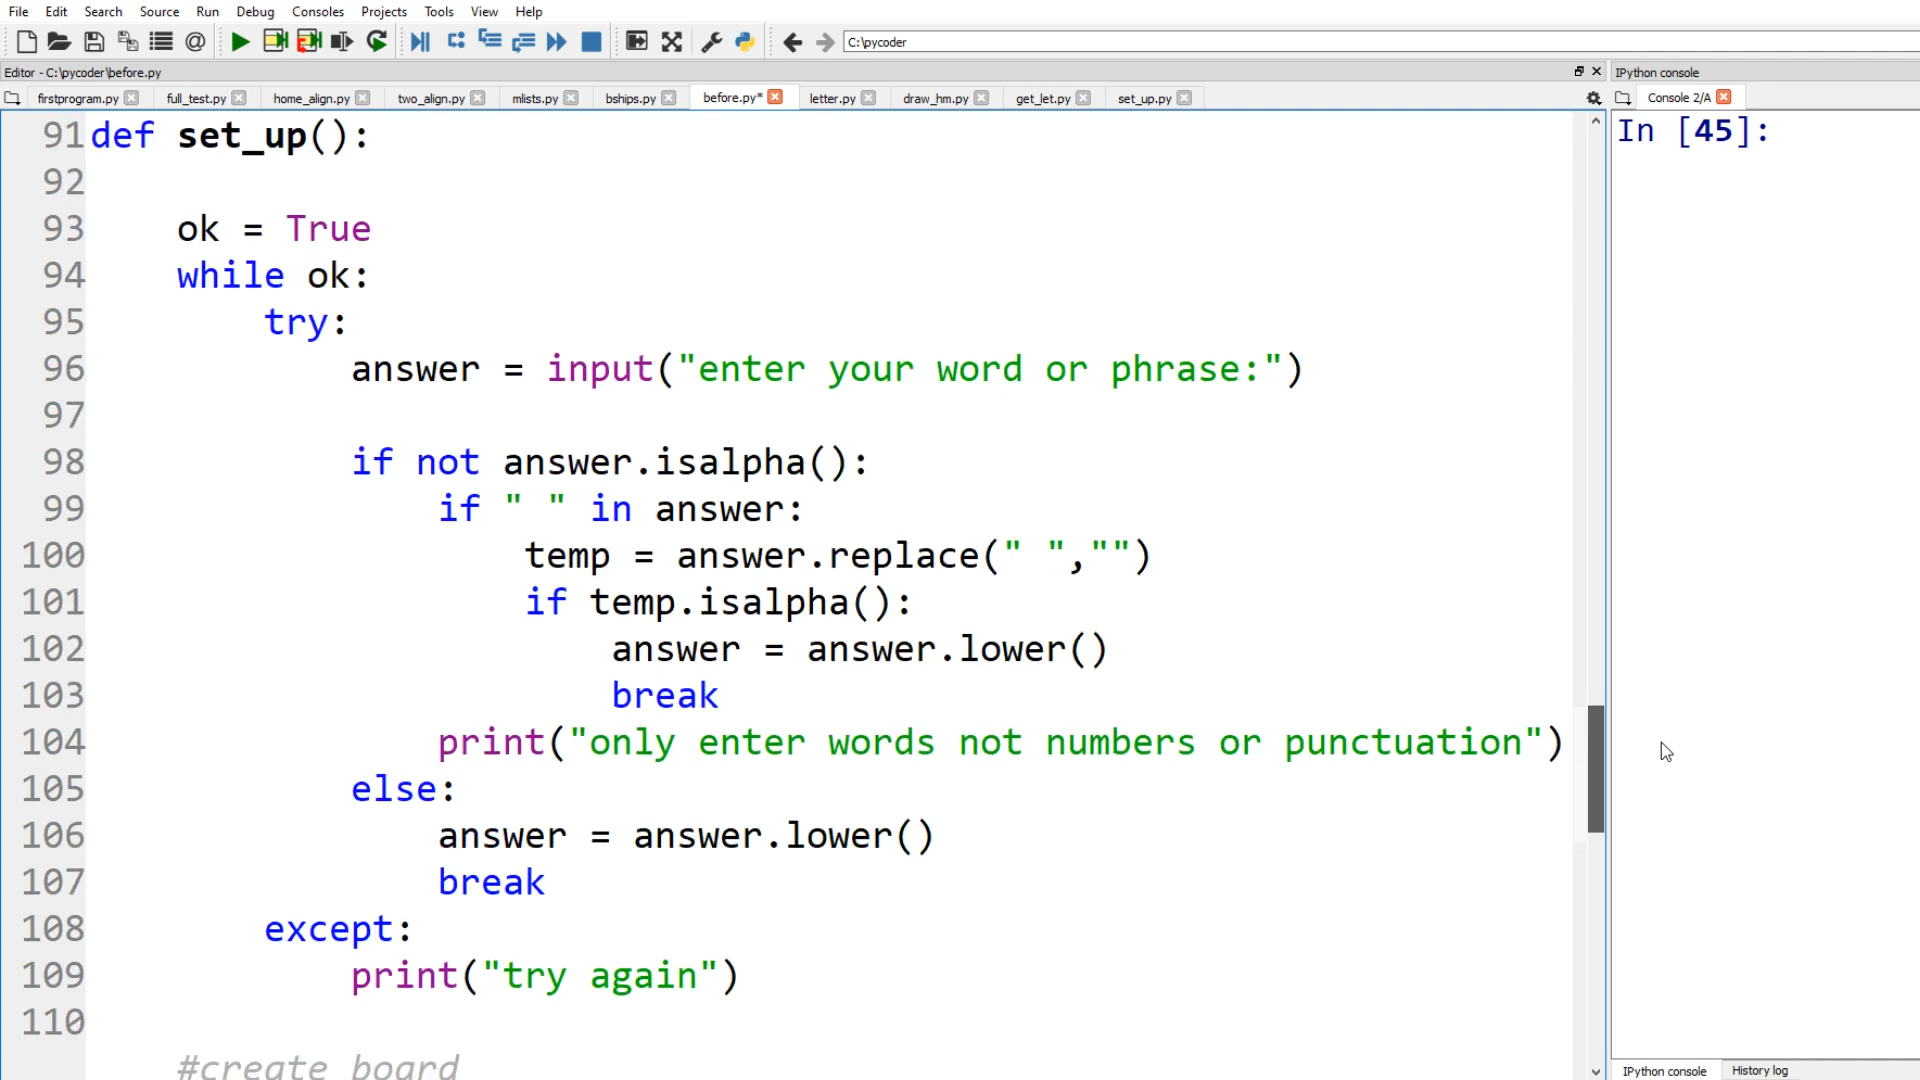 File Edit Search Source Run Debug Consoles Projects Tools View Help
C:\pycoder
Editor - C:\pycoder\before.py
IPython console
firstprogram.py full_test.py home_align.py two_align.py mlists.py bships.py before.py* letter.py draw_hm.py get_let.py set_up.py
Console 2/A
91 def set_up():
92
93 ok = True
94 while ok:
95 try:
96 answer = input("enter your word or phrase:")
97
98 if not answer.isalpha():
99 if " " in answer:
100 temp = answer.replace(" ","")
101 if temp.isalpha():
102 answer = answer.lower()
103 break
104 print("only enter words not numbers or punctuation")
105 else:
106 answer = answer.lower()
107 break
108 except:
109 print("try again")
110
#create board
In [45]:
IPython console History log